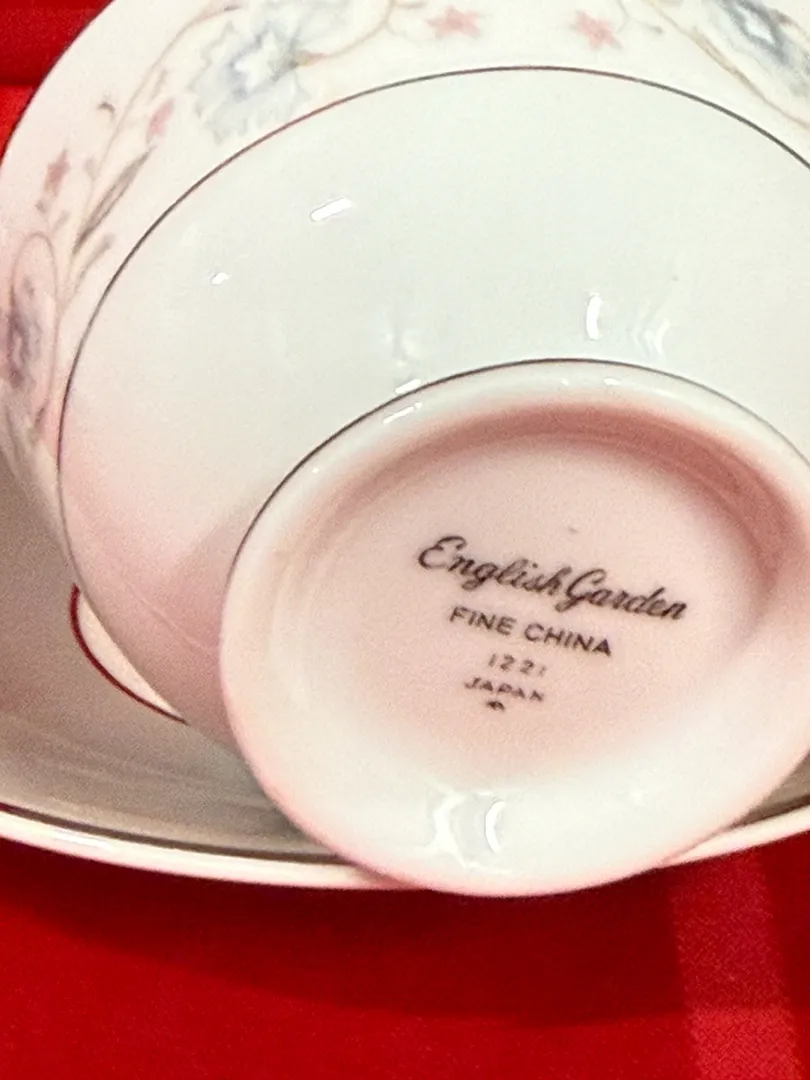 English Garden
FINE CHINA
1221
JAPAN